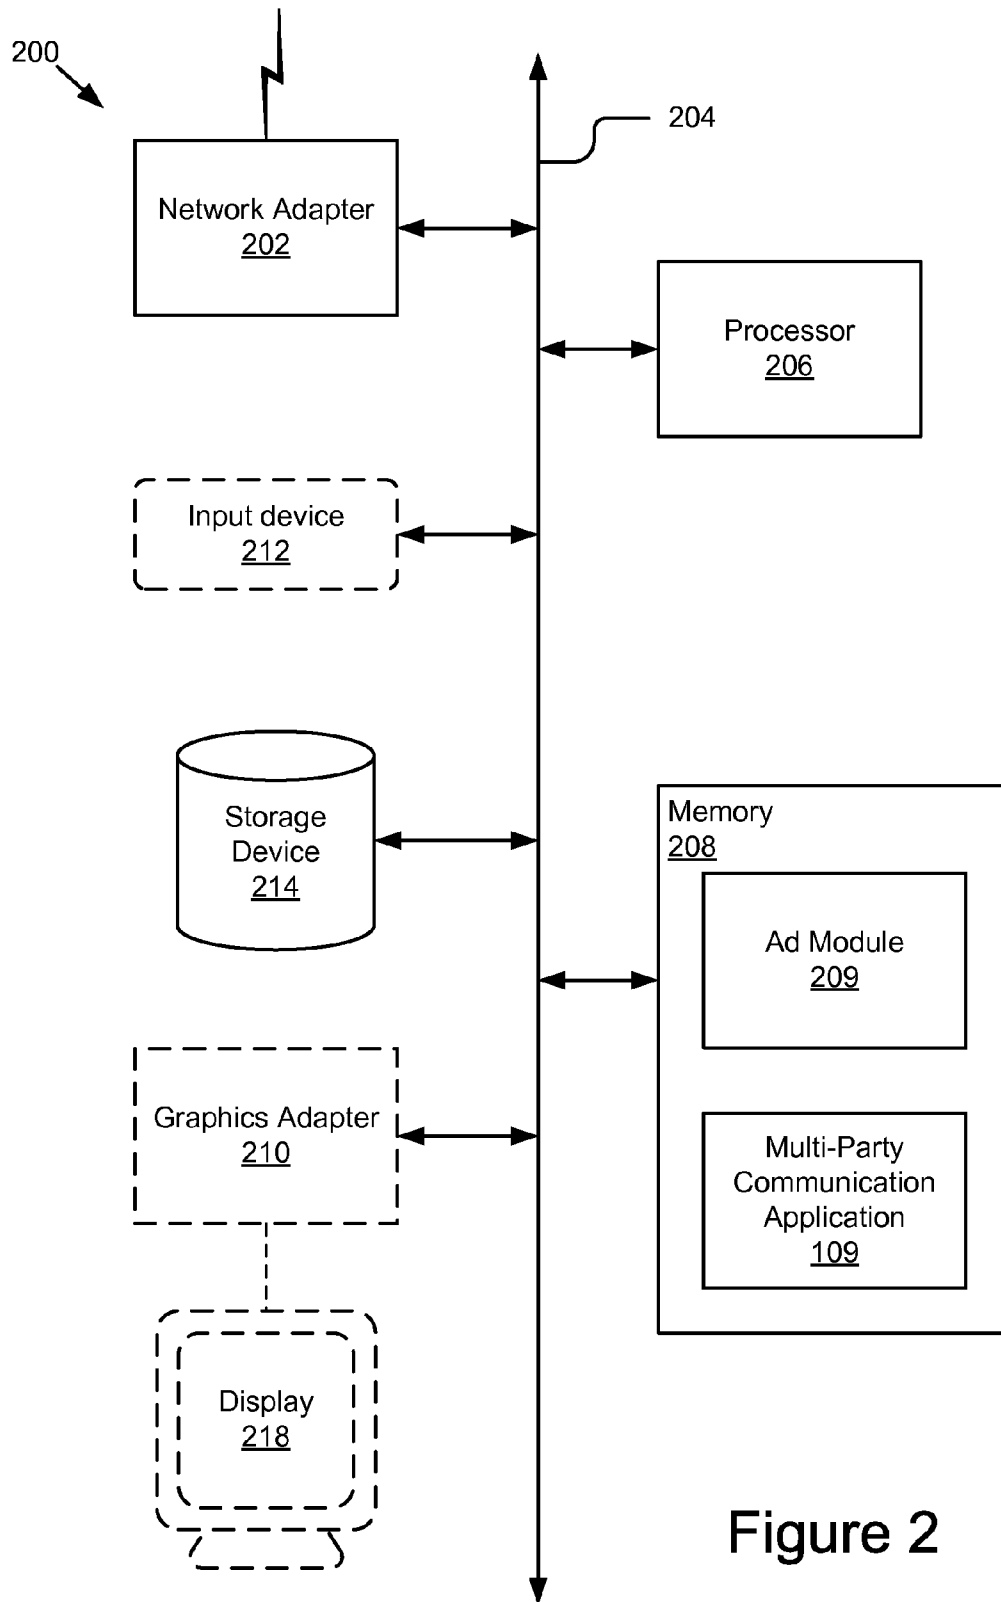 200
204
Network Adapter
202
Processor
206
Input device
212
Storage
Device
214
Memory
208
Ad Module
209
Graphics Adapter
210
Multi-Party
Communication
Application
109
Display
218
Figure 2